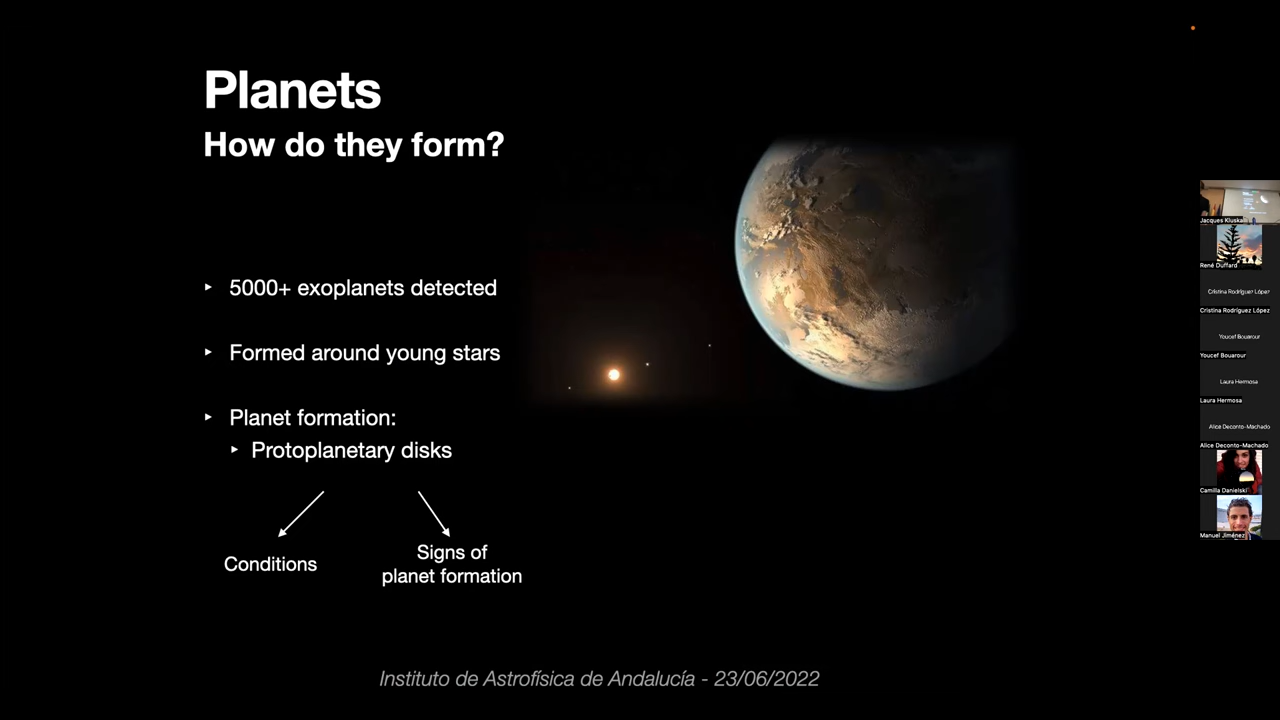 Planets
How do they form?
‣ 5000+ exoplanets detected
‣ Formed around young stars
‣ Planet formation:
‣ Protoplanetary disks
Conditions
Signs of
planet formation
Instituto de Astrofísica de Andalucía - 23/06/2022
Jacques Kluska
René Duffard
Cristina Rodríguez López
Cristina Rodríguez López
Youcef Bouarour
Youcef Bouarour
Laura Hermosa
Laura Hermosa
Alice Deconto-Machado
Alice Deconto-Machado
Camilla Danielski
Manuel Jiménez